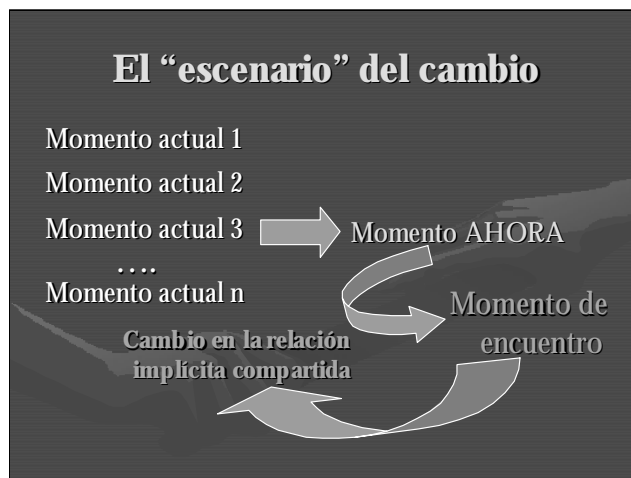 El “escenario” del cambio
Momento actual 1
Momento actual 2
Momento actual 3
Momento AHORA
….
Momento actual n
Momento de
encuentro
Cambio en la relación
implícita compartida